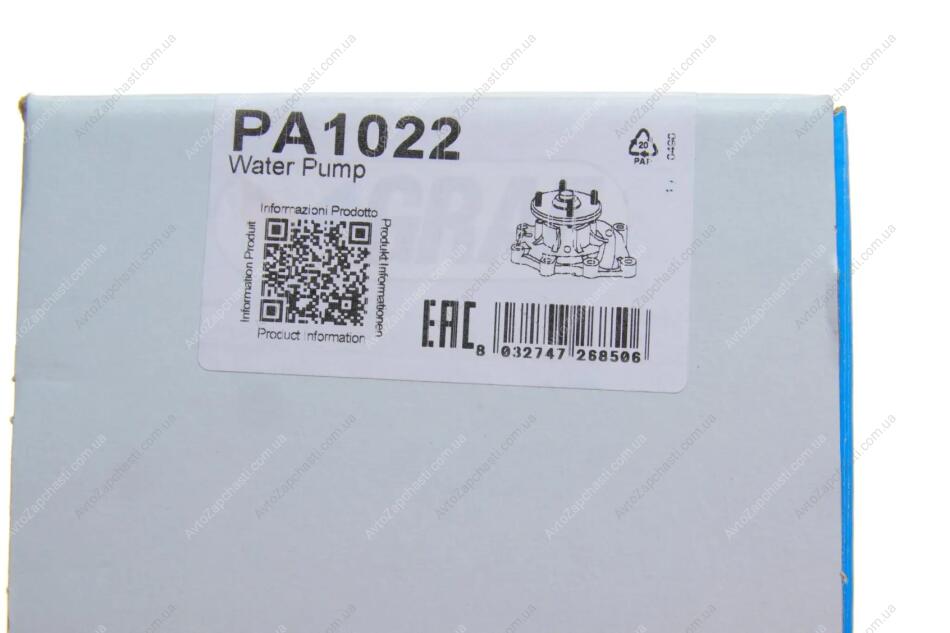 PA1022
Water Pump
Informazioni Prodotto
Information Produit
Produkt Informationen
Product Information
20
PAP
EAC
8 032747 268506
GRAF
AvtoZapchasti.com.ua